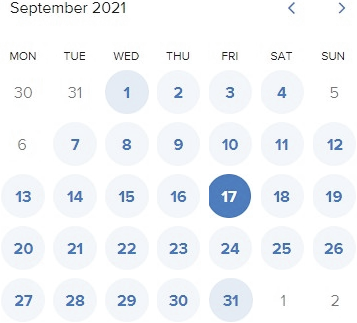 September 2021
MON TUE WED THU FRI SAT SUN
30 31 1 2 3 4 5
6 7 8 9 10 11 12
13 14 15 16 17 18 19
20 21 22 23 24 25 26
27 28 29 30 31 1 2